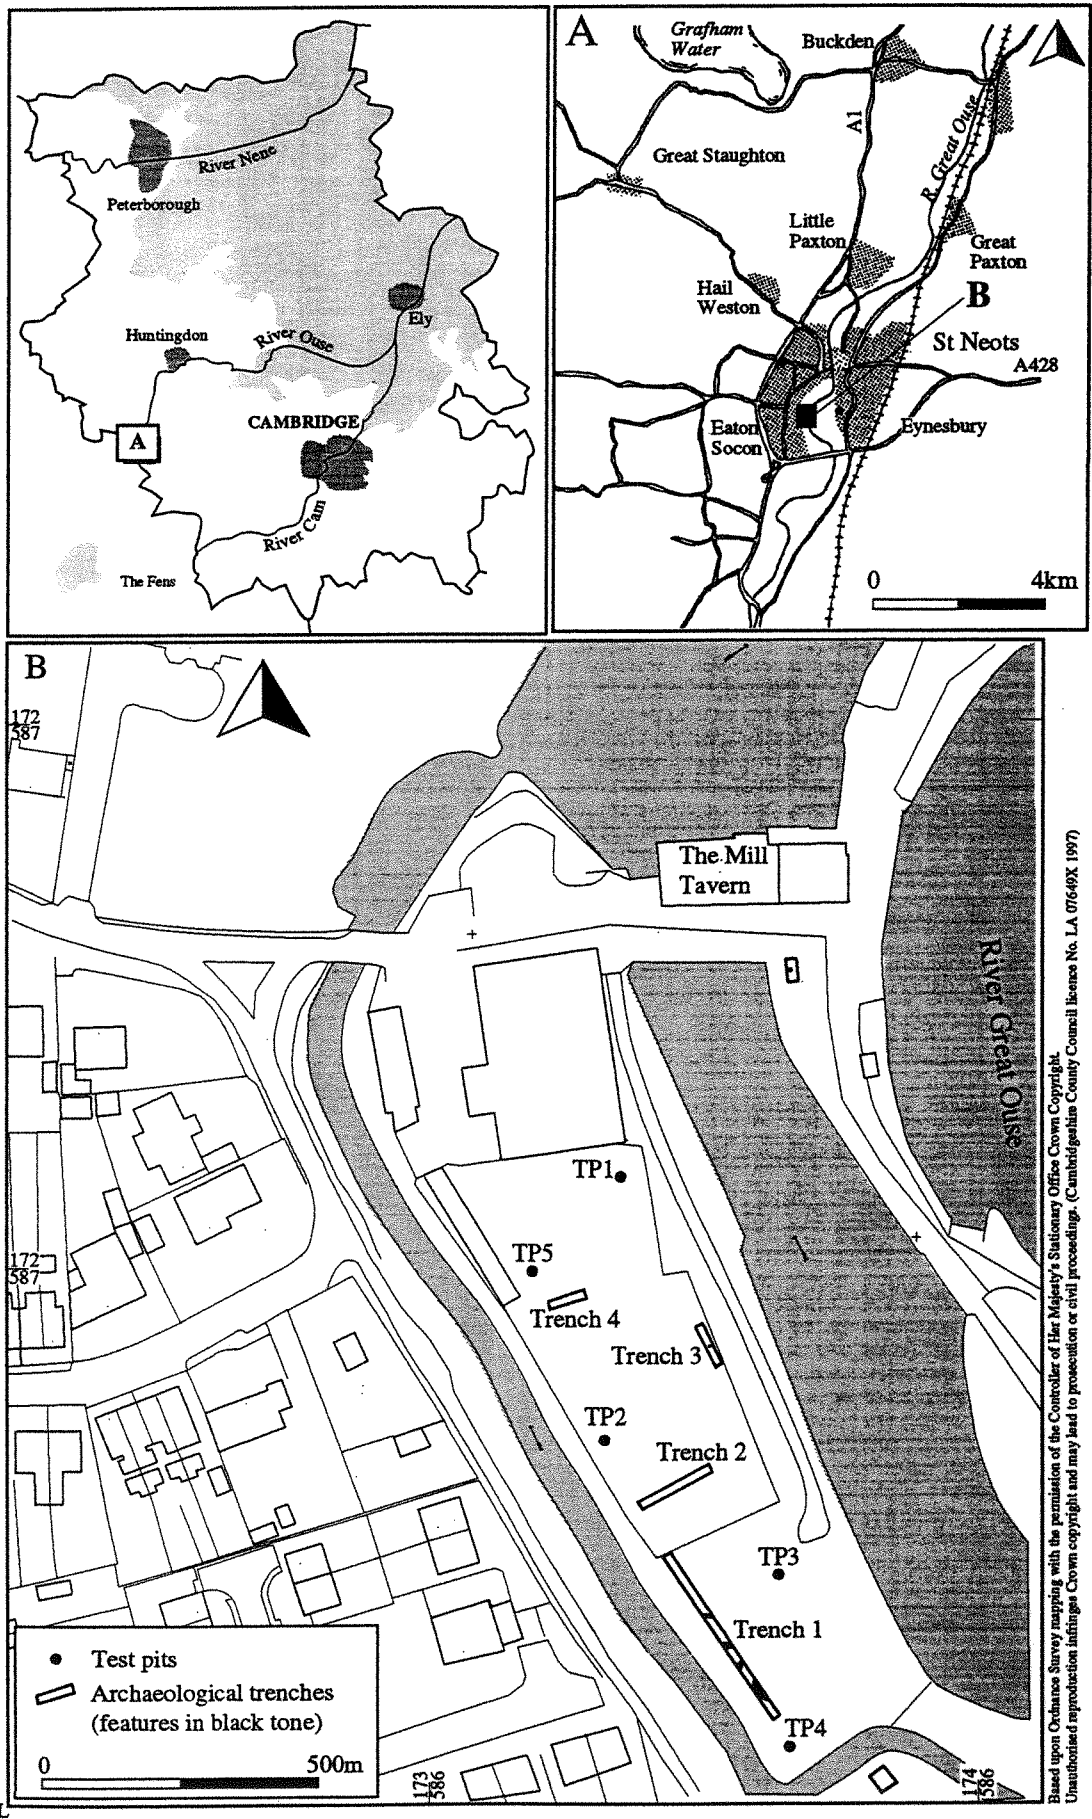 River Nene
Peterborough
Ely
Huntingdon
River Ouse
CAMBRIDGE
A
River Cam
The Fens
A
Grafham
Water
Buckden
A1
R. Great Ouse
Great Staughton
Little
Paxton
Great
Paxton
Hail
Weston
B
St Neots
A428
Eaton
Socon
Eynesbury
0 4km
B
172
587
The Mill
Tavern
River Great Ouse
TP1
172
587
TP5
Trench 4
Trench 3
TP2
Trench 2
TP3
Trench 1
TP4
Test pits
Archaeological trenches
(features in black tone)
0 500m
173
586
174
586
Based upon Ordnance Survey mapping with the permission of the Controller of Her Majesty's Stationary Office Crown Copyright.
Unauthorised reproduction infringes Crown copyright and may lead to prosecution or civil proceedings. (Cambridgeshire County Council licence No. LA 07649X 1997)